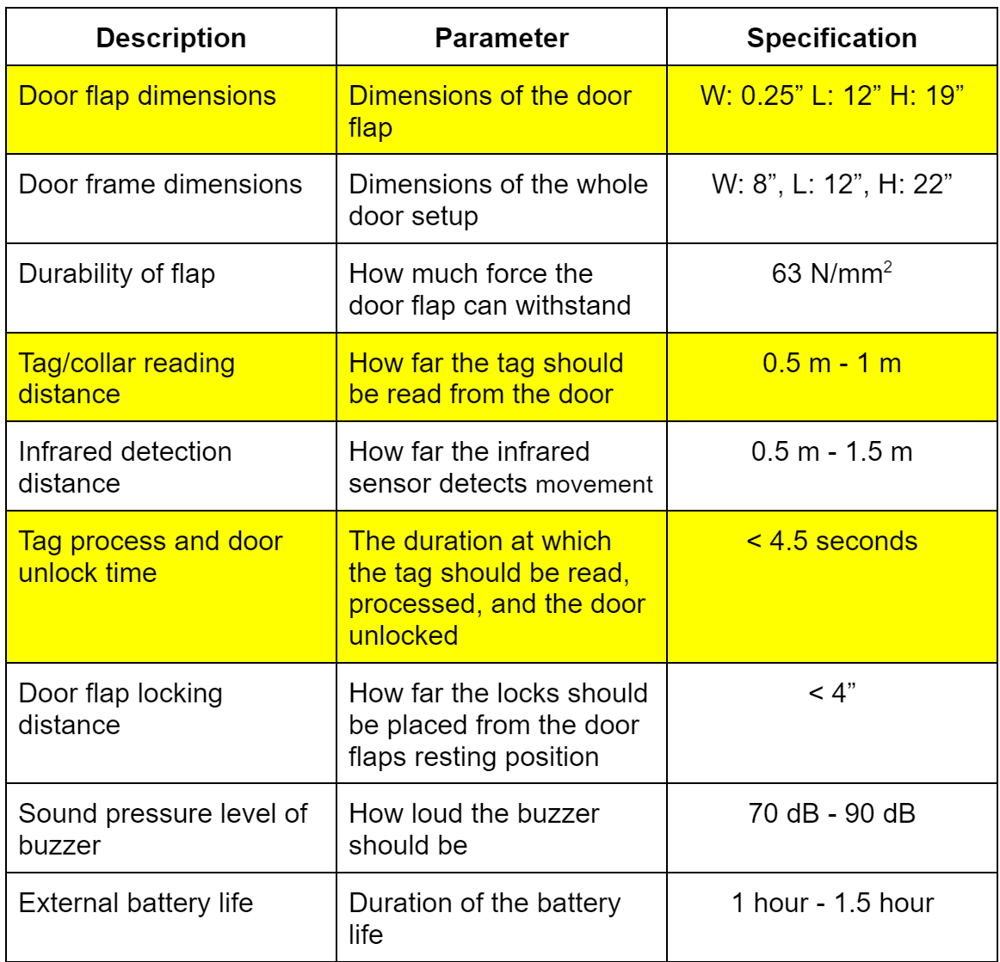 Description Parameter Specification
Door flap dimensions
Dimensions of the door
flap
W: 0.25” L: 12” H: 19”
Door frame dimensions
Dimensions of the whole
door setup
W: 8”, L: 12”, H: 22”
Durability of flap
How much force the
door flap can withstand
63 N/mm²
Tag/collar reading
distance
How far the tag should
be read from the door
0.5 m - 1 m
Infrared detection
distance
How far the infrared
sensor detects movement
0.5 m - 1.5 m
Tag process and door
unlock time
The duration at which
the tag should be read,
processed, and the door
unlocked
< 4.5 seconds
Door flap locking
distance
How far the locks should
be placed from the door
flaps resting position
< 4”
Sound pressure level of
buzzer
How loud the buzzer
should be
70 dB - 90 dB
External battery life
Duration of the battery
life
1 hour - 1.5 hour